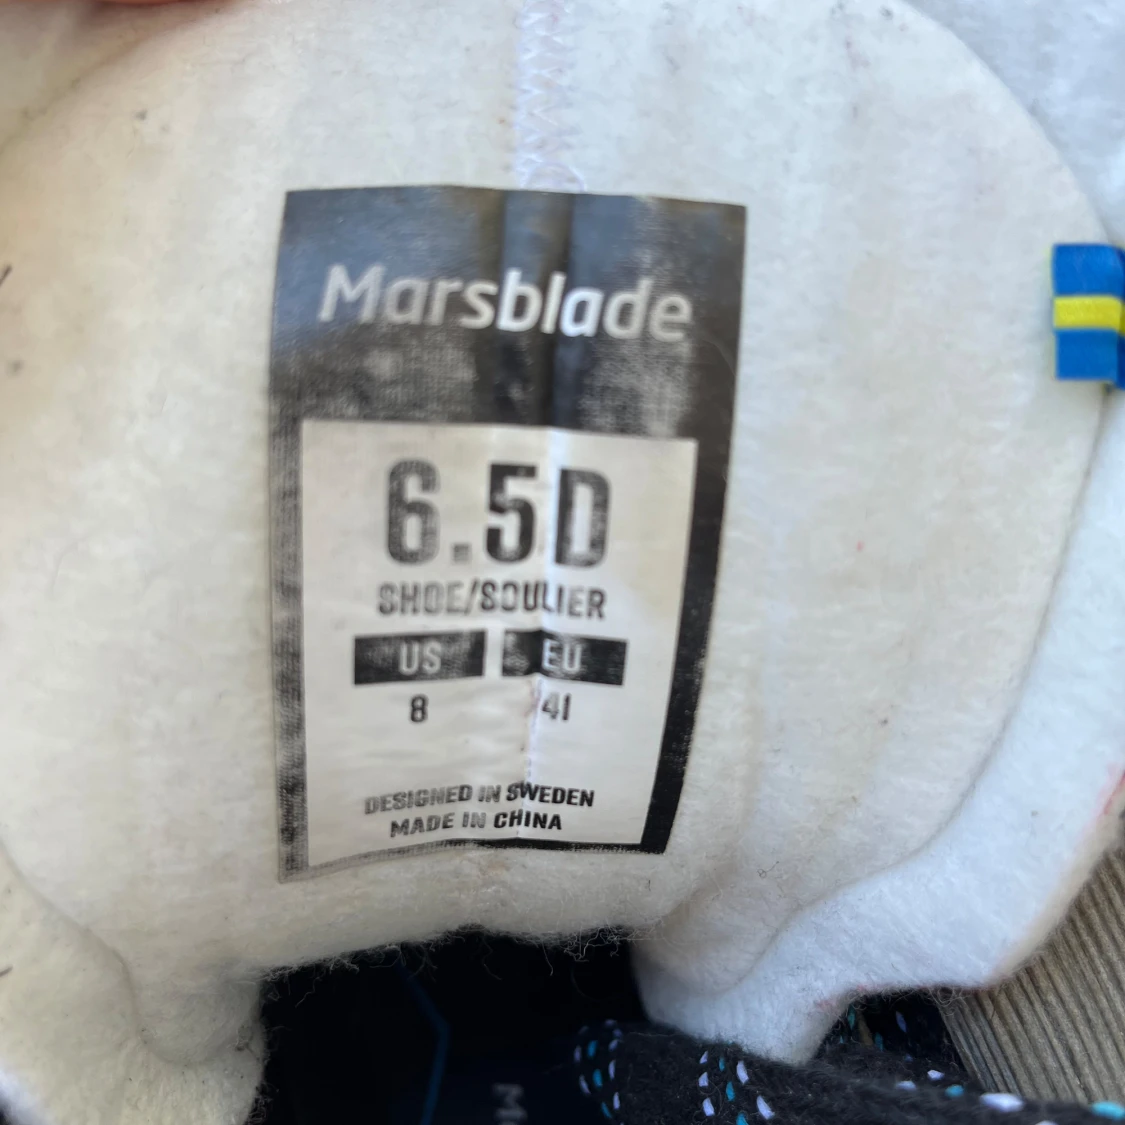 Marsblade
6.5D
SHOE/SOULIER
US EU
8 41
DESIGNED IN SWEDEN
MADE IN CHINA